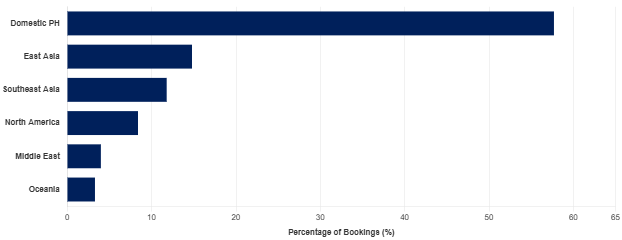 Domestic PH
East Asia
Southeast Asia
North America
Middle East
Oceania
0 10 20 30 40 50 60 65
Percentage of Bookings (%)